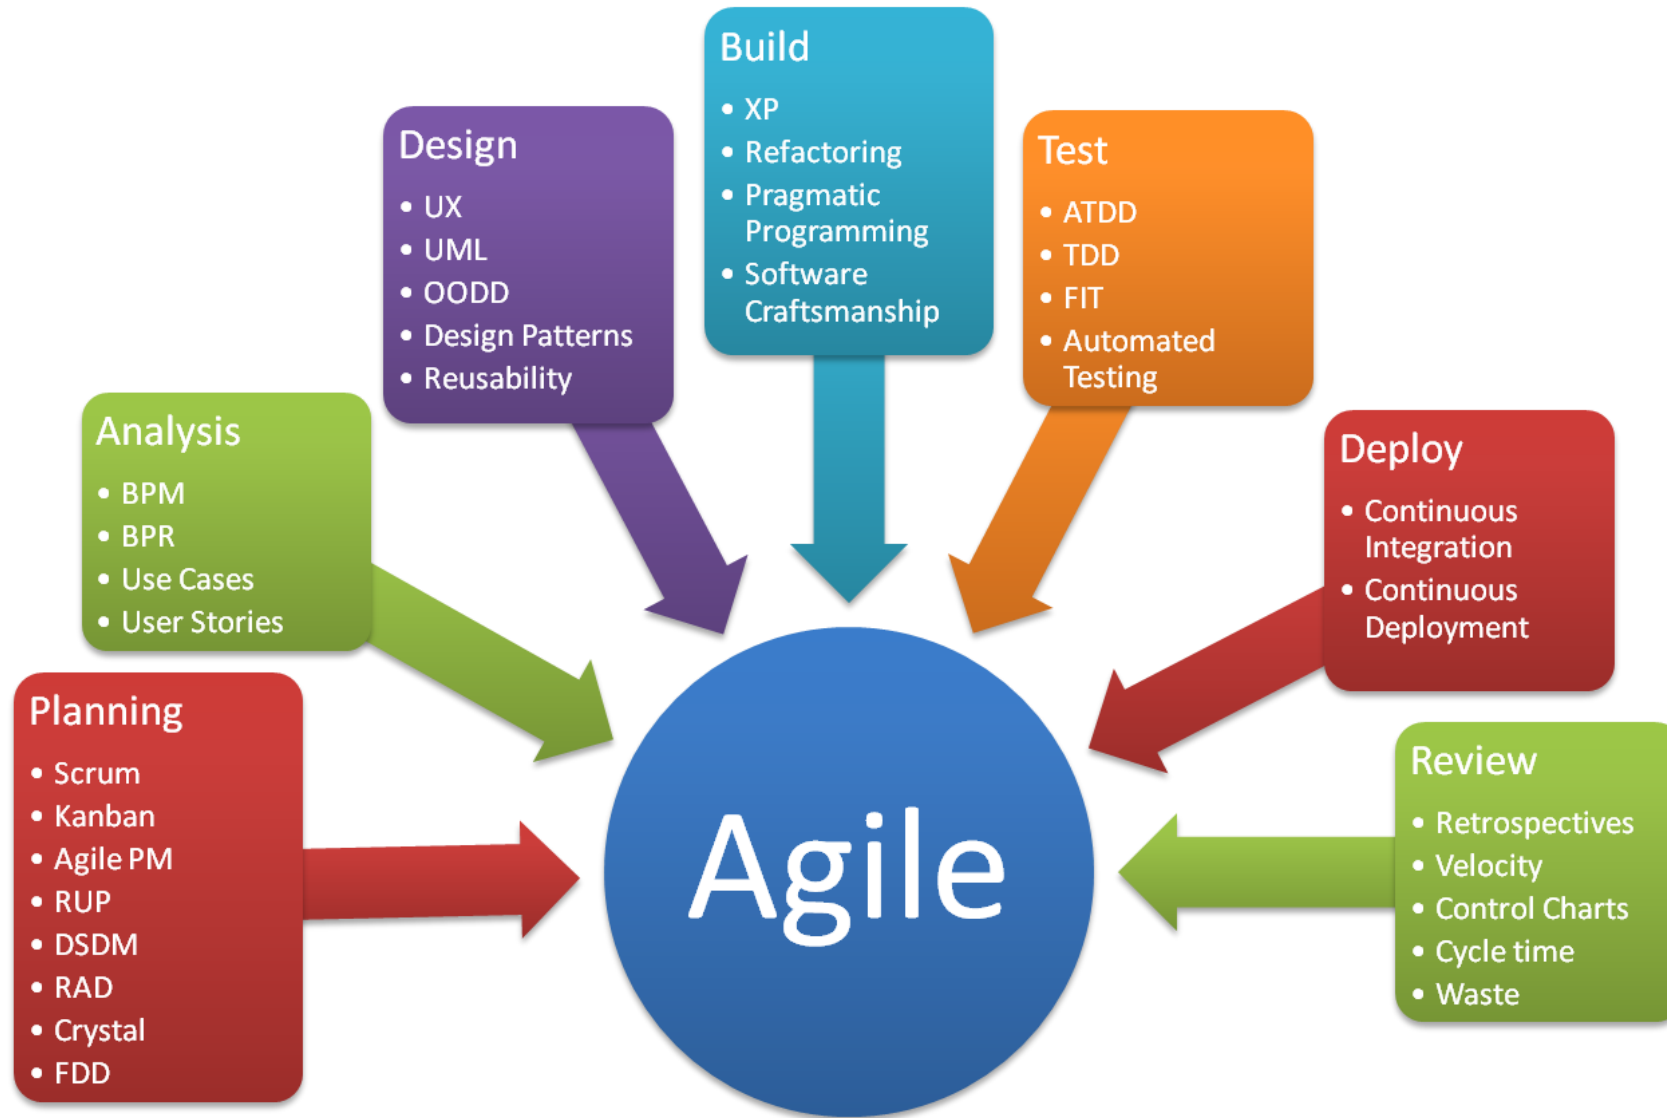 Build
• XP
• Refactoring
• Pragmatic
Programming
• Software
Craftsmanship
Design
• UX
• UML
• OODD
• Design Patterns
• Reusability
Test
• ATDD
• TDD
• FIT
• Automated
Testing
Analysis
• BPM
• BPR
• Use Cases
• User Stories
Deploy
• Continuous
Integration
• Continuous
Deployment
Planning
• Scrum
• Kanban
• Agile PM
• RUP
• DSDM
• RAD
• Crystal
• FDD
Review
• Retrospectives
• Velocity
• Control Charts
• Cycle time
• Waste
Agile